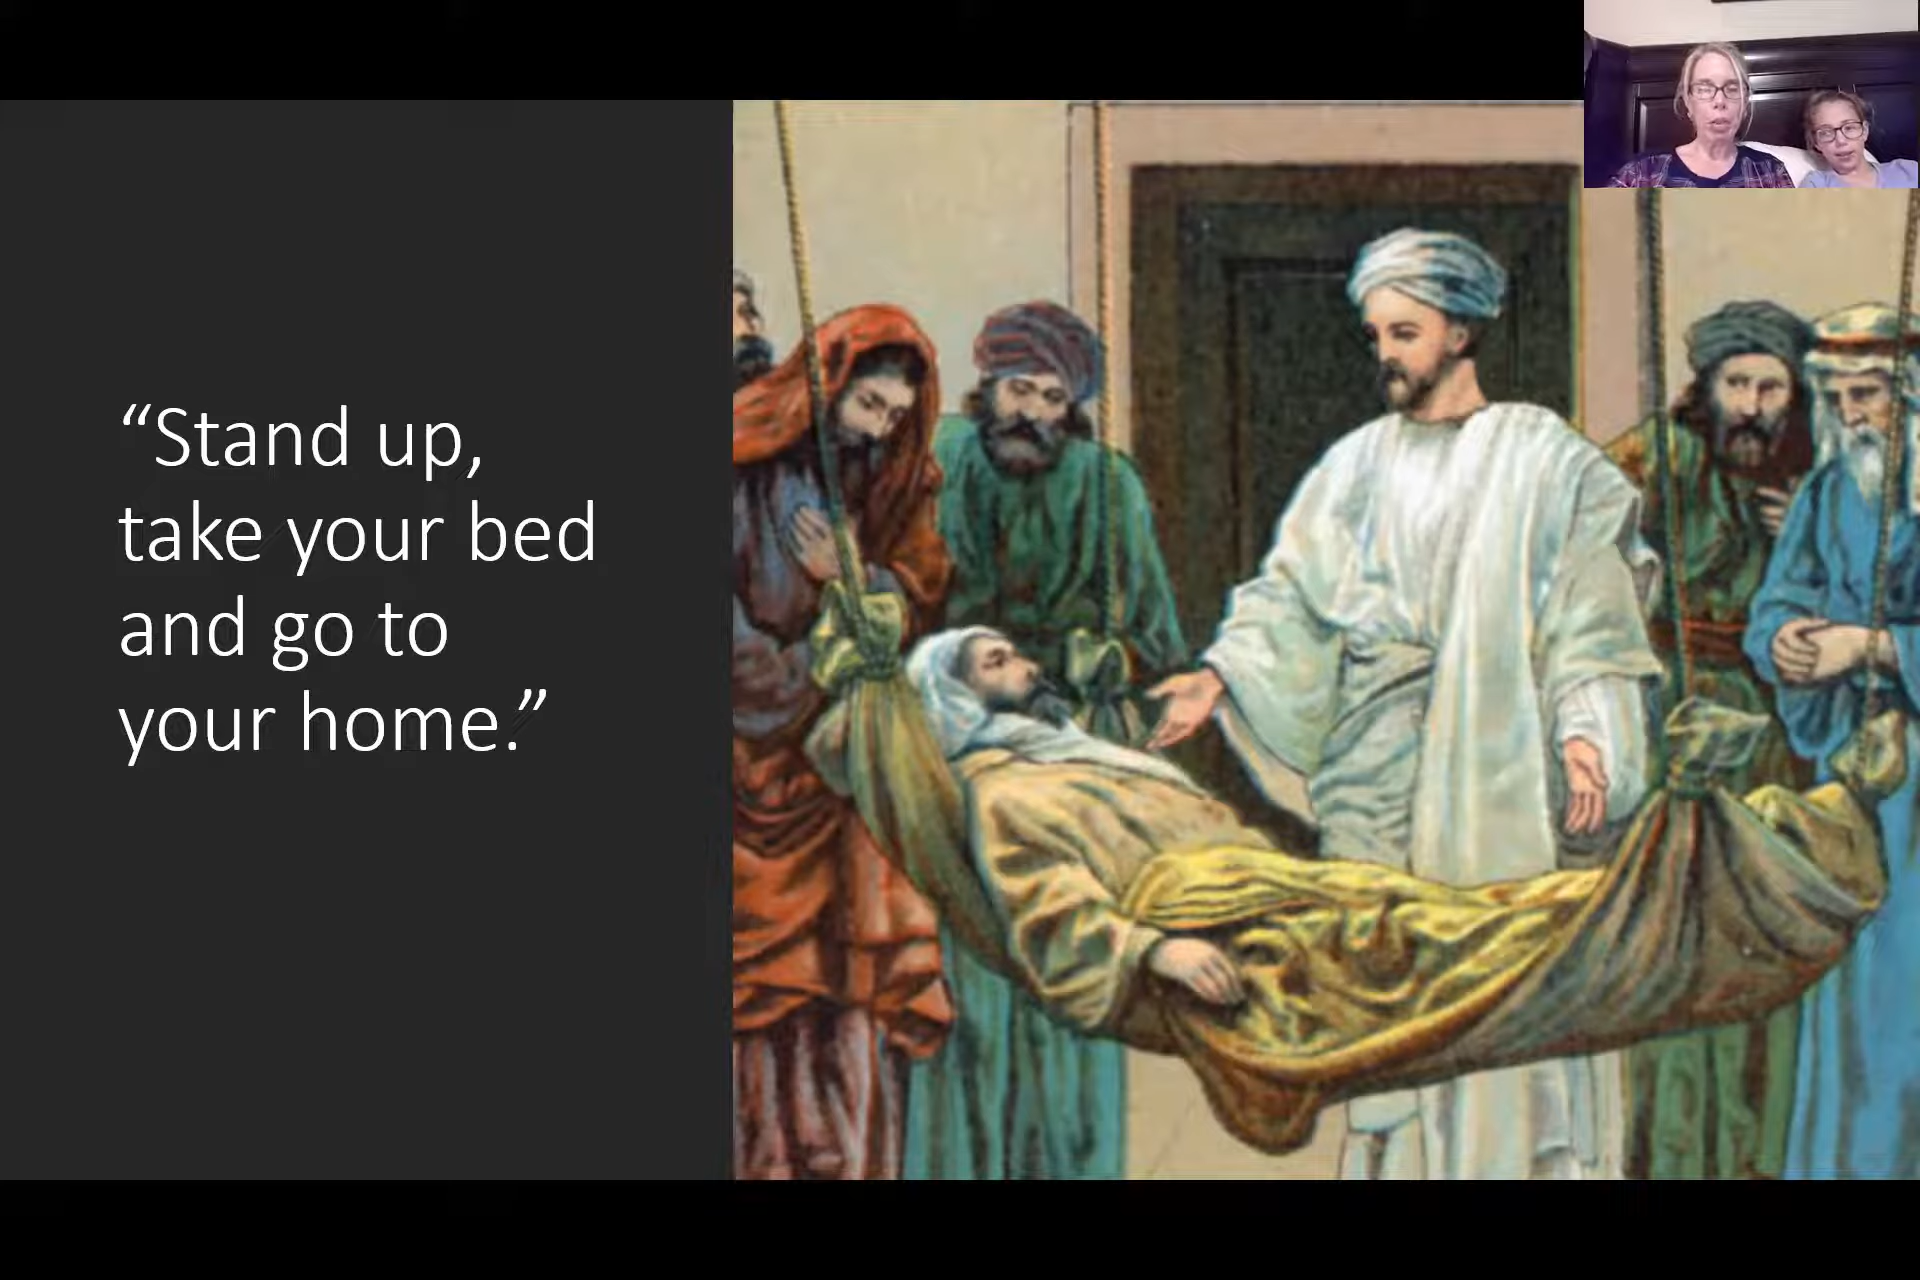 “Stand up,
take your bed
and go to
your home.”